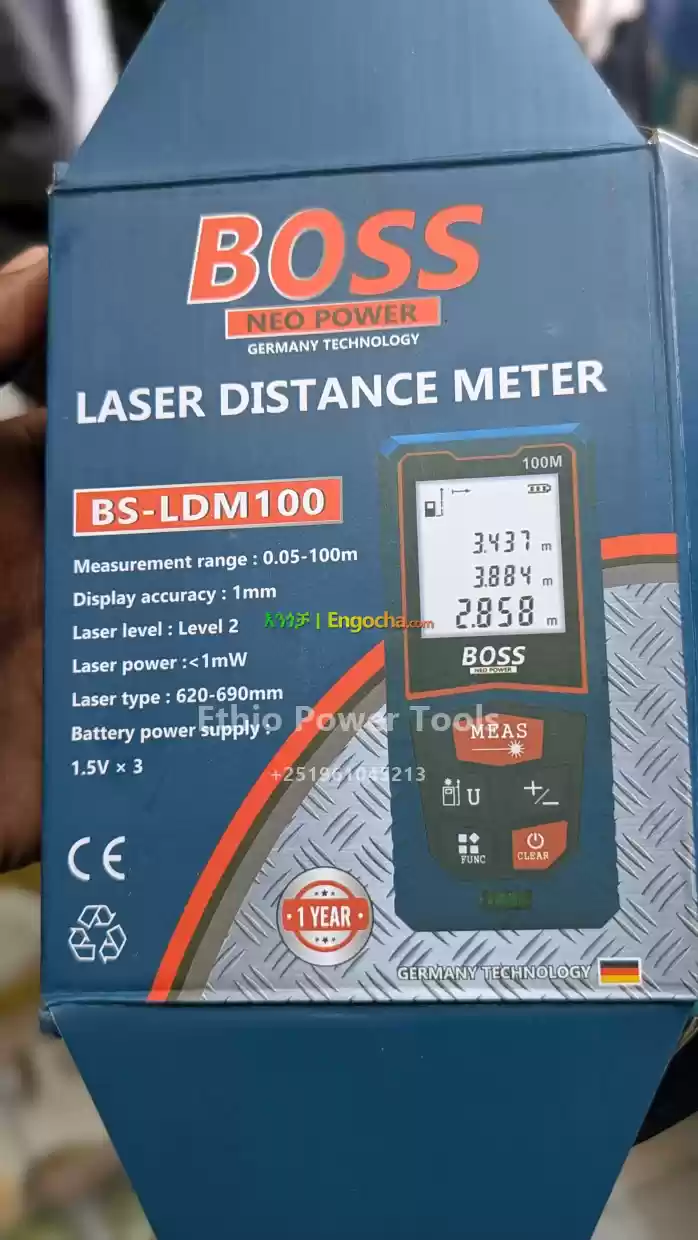 BOSS
NEO POWER
GERMANY TECHNOLOGY
LASER DISTANCE METER
BS-LDM100
Measurement range : 0.05-100m
Display accuracy : 1mm
Laser level : Level 2
Laser power :<1mW
Laser type : 620-690mm
Battery power supply :
1.5V × 3
100M
3.437 m
3.884 m
2.858 m
BOSS
NEO POWER
MEAS
U
+/-
FUNC
CLEAR
እንጎቻ | Engocha.com
Ethio Power Tools
+251961045213
CE
1 YEAR
GERMANY TECHNOLOGY